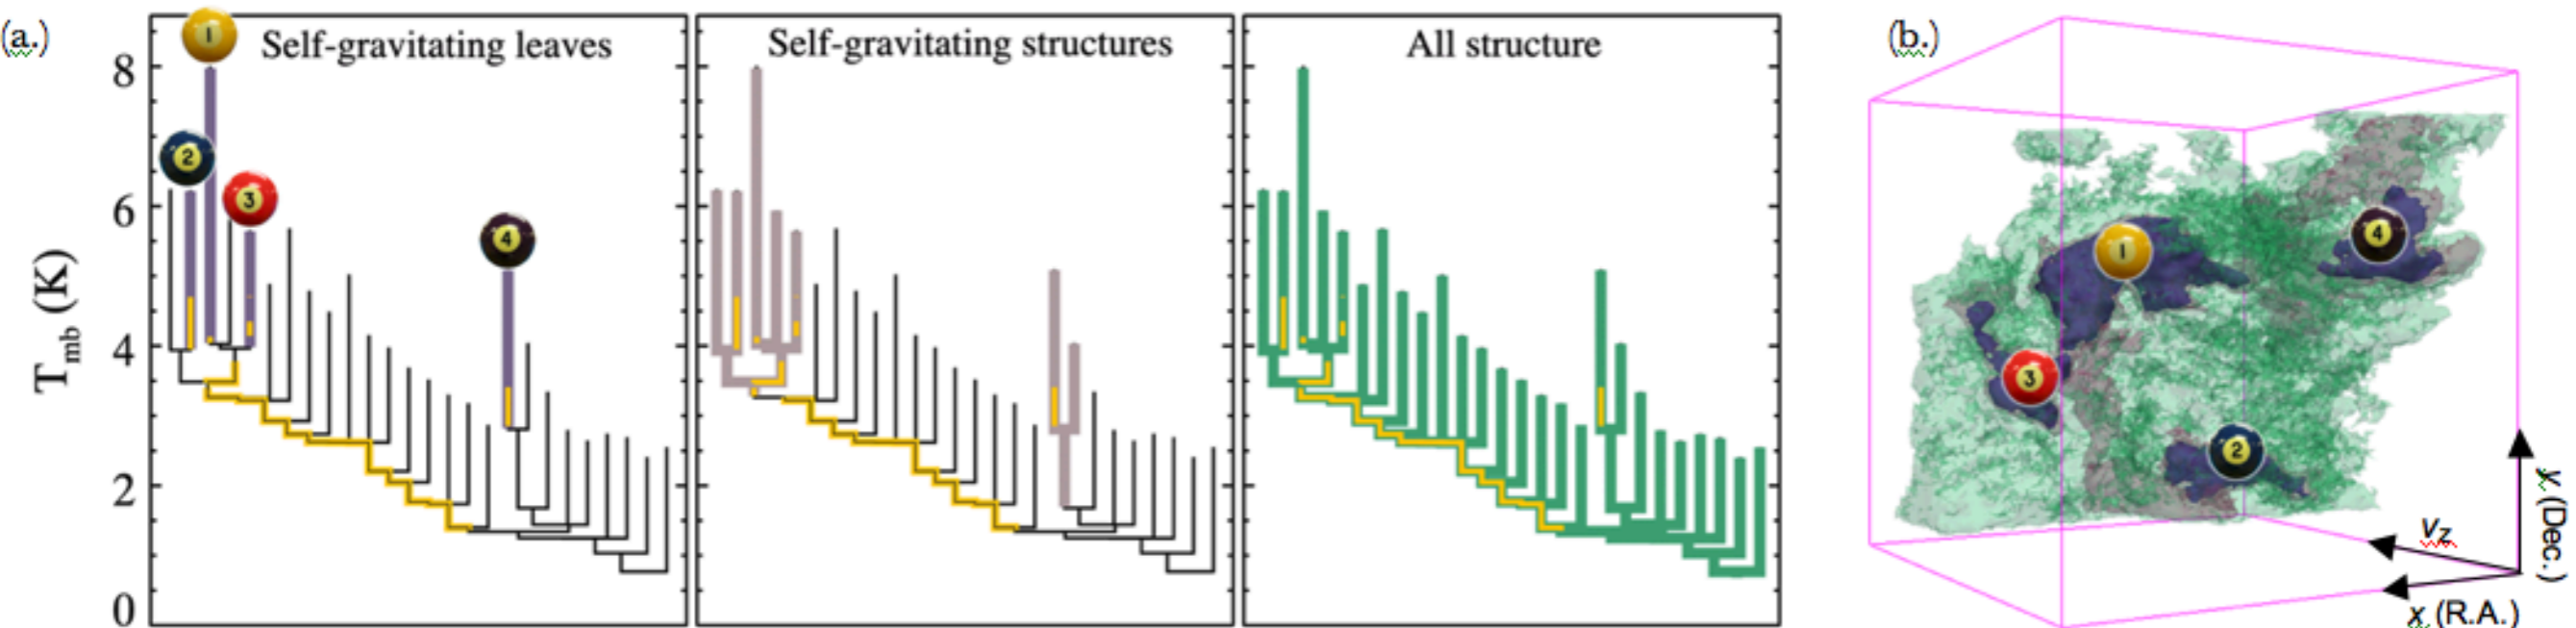 (a.)
Self-gravitating leaves
Self-gravitating structures
All structure
(b.)
1
2
3
4
8
6
4
2
0
T_mb (K)
1
4
3
2
v_z
y (Dec.)
x (R.A.)